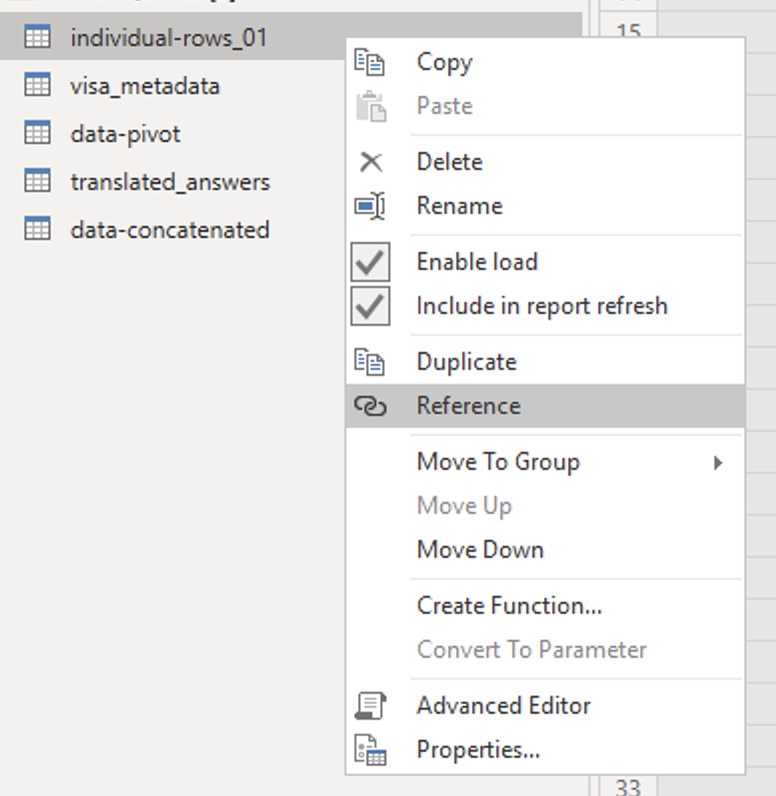 individual-rows_01
visa_metadata
data-pivot
translated_answers
data-concatenated
15
Copy
Paste
Delete
Rename
Enable load
Include in report refresh
Duplicate
Reference
Move To Group
Move Up
Move Down
Create Function...
Convert To Parameter
Advanced Editor
Properties...
33